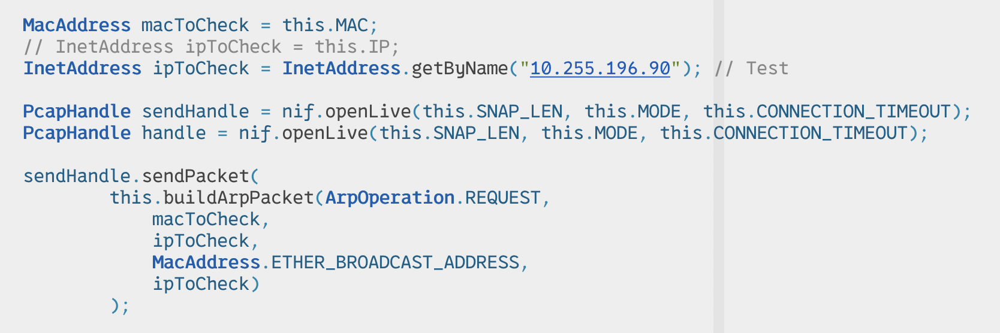 MacAddress macToCheck = this.MAC;
// InetAddress ipToCheck = this.IP;
InetAddress ipToCheck = InetAddress.getByName("10.255.196.90"); // Test
PcapHandle sendHandle = nif.openLive(this.SNAP_LEN, this.MODE, this.CONNECTION_TIMEOUT);
PcapHandle handle = nif.openLive(this.SNAP_LEN, this.MODE, this.CONNECTION_TIMEOUT);
sendHandle.sendPacket(
this.buildArpPacket(ArpOperation.REQUEST,
macToCheck,
ipToCheck,
MacAddress.ETHER_BROADCAST_ADDRESS,
ipToCheck)
);